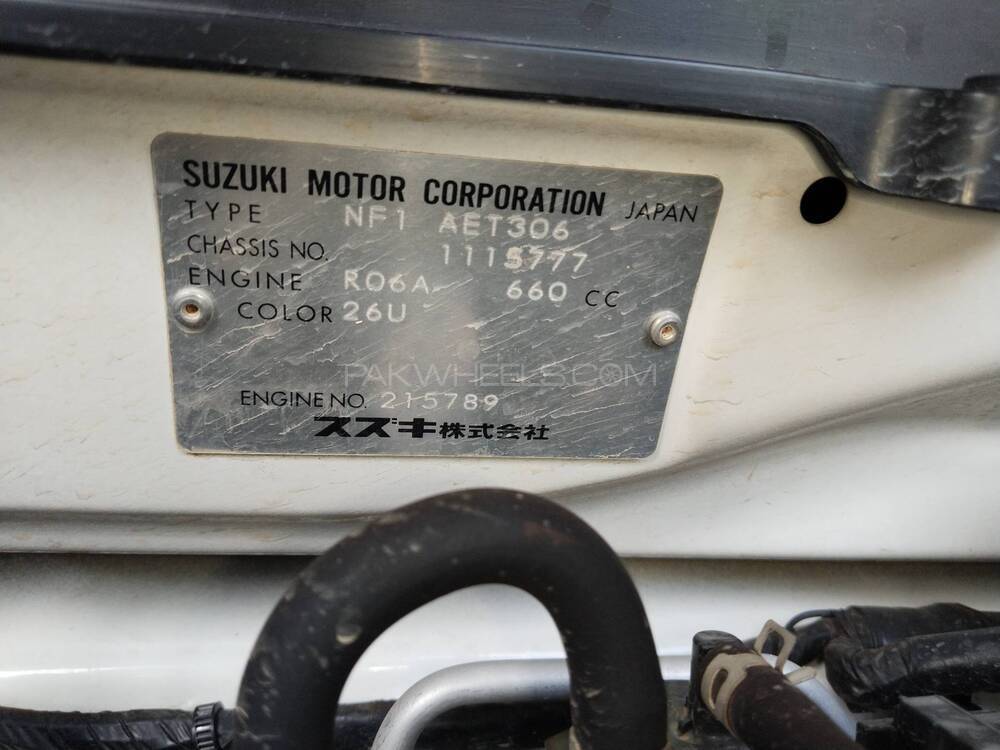 SUZUKI MOTOR CORPORATION JAPAN
TYPE NF1 AET306
CHASSIS NO. 1115777
ENGINE R06A 660 CC
COLOR 26U
PAKWHEELS.COM
ENGINE NO. 215789
スズキ株式会社